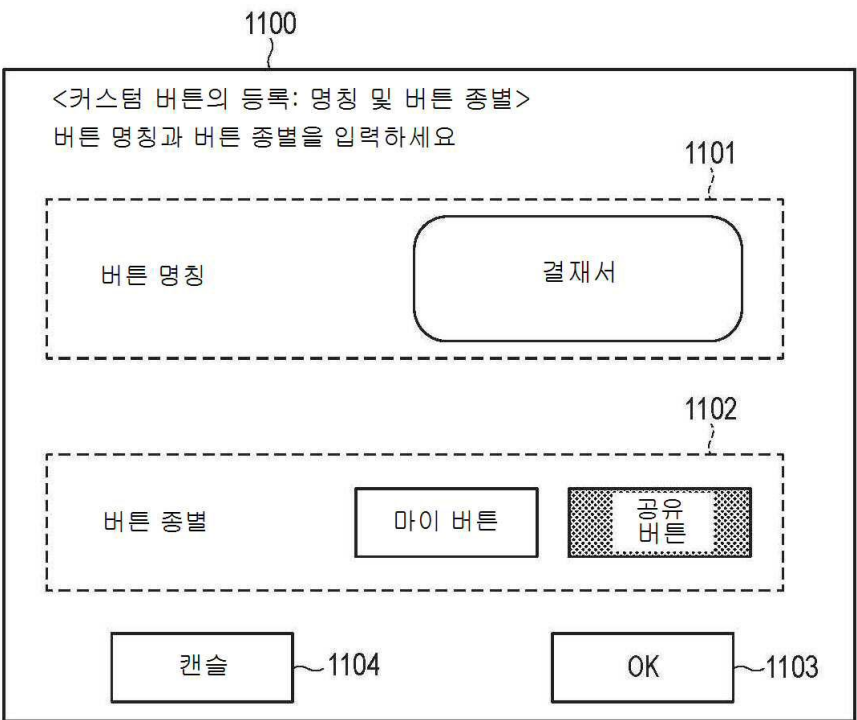 1100
<커스텀 버튼의 등록: 명칭 및 버튼 종별>
버튼 명칭과 버튼 종별을 입력하세요
1101
버튼 명칭
결재서
1102
버튼 종별
마이 버튼
공유
버튼
캔슬
1104
OK
1103